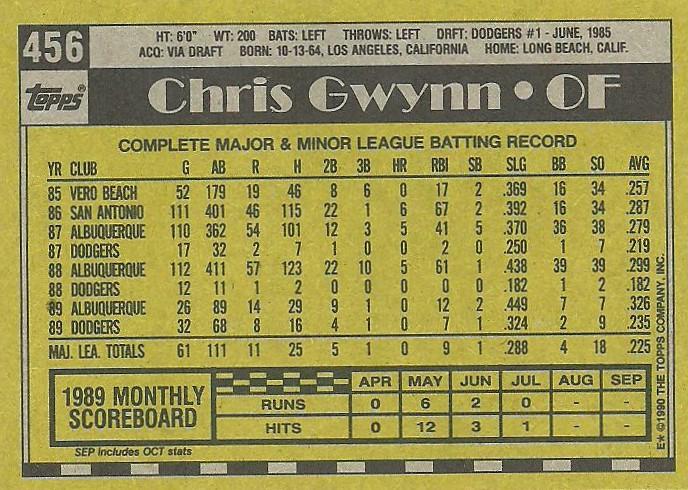 456
HT: 6'0" WT: 200 BATS: LEFT THROWS: LEFT DRFT: DODGERS #1 - JUNE, 1985
ACQ: VIA DRAFT BORN: 10-13-64, LOS ANGELES, CALIFORNIA HOME: LONG BEACH, CALIF.
Topps Chris Gwynn • OF
COMPLETE MAJOR & MINOR LEAGUE BATTING RECORD
YR CLUB G AB R H 2B 3B HR RBI SB SLG BB SO AVG
85 VERO BEACH 52 179 19 46 8 6 0 17 2 .369 16 34 .257
86 SAN ANTONIO 111 401 46 115 22 1 6 67 2 .392 16 34 .287
87 ALBUQUERQUE 110 362 54 101 12 3 5 41 5 .370 36 38 .279
87 DODGERS 17 32 2 7 1 0 0 2 0 .250 1 7 .219
88 ALBUQUERQUE 112 411 57 123 22 10 5 61 1 .438 39 39 .299
88 DODGERS 12 11 1 2 0 0 0 0 0 .182 1 2 .182
89 ALBUQUERQUE 26 89 14 29 9 1 0 12 2 .449 7 7 .326
89 DODGERS 32 68 8 16 4 1 0 7 1 .324 2 9 .235
MAJ. LEA. TOTALS 61 111 11 25 5 1 0 9 1 .288 4 18 .225
1989 MONTHLY SCOREBOARD
APR MAY JUN JUL AUG SEP
RUNS 0 6 2 0 - -
HITS 0 12 3 1 - -
SEP Includes OCT stats
E* ©1990 THE TOPPS COMPANY, INC.